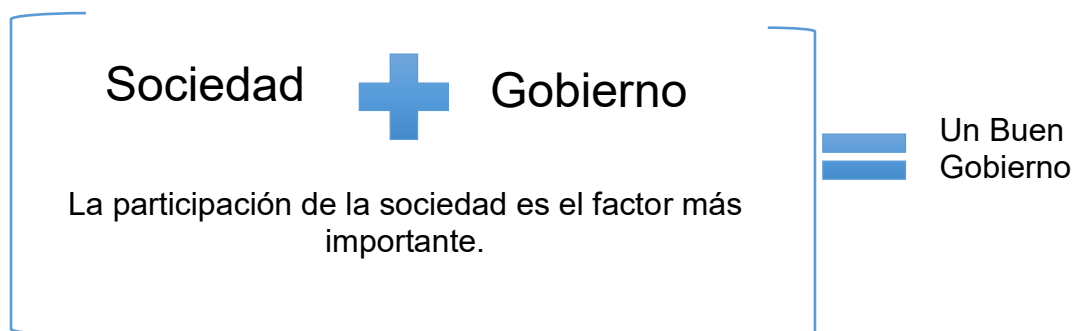 Sociedad
Gobierno
Un Buen
Gobierno
La participación de la sociedad es el factor más
importante.